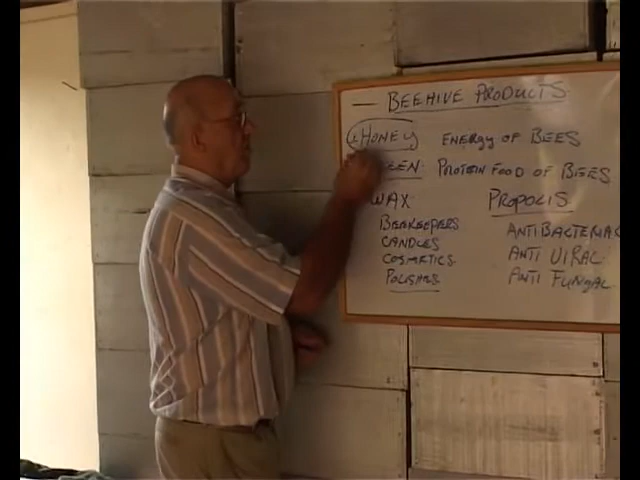 — BEEHIVE PRODUCTS
HONEY ENERGY OF BEES
PROTEIN FOOD OF BEES
WAX PROPOLIS
BEEKEEPERS
CANDLES
COSMETICS
POLISHES
ANTIBACTERIAL
ANTI VIRAL
ANTI FUNGAL